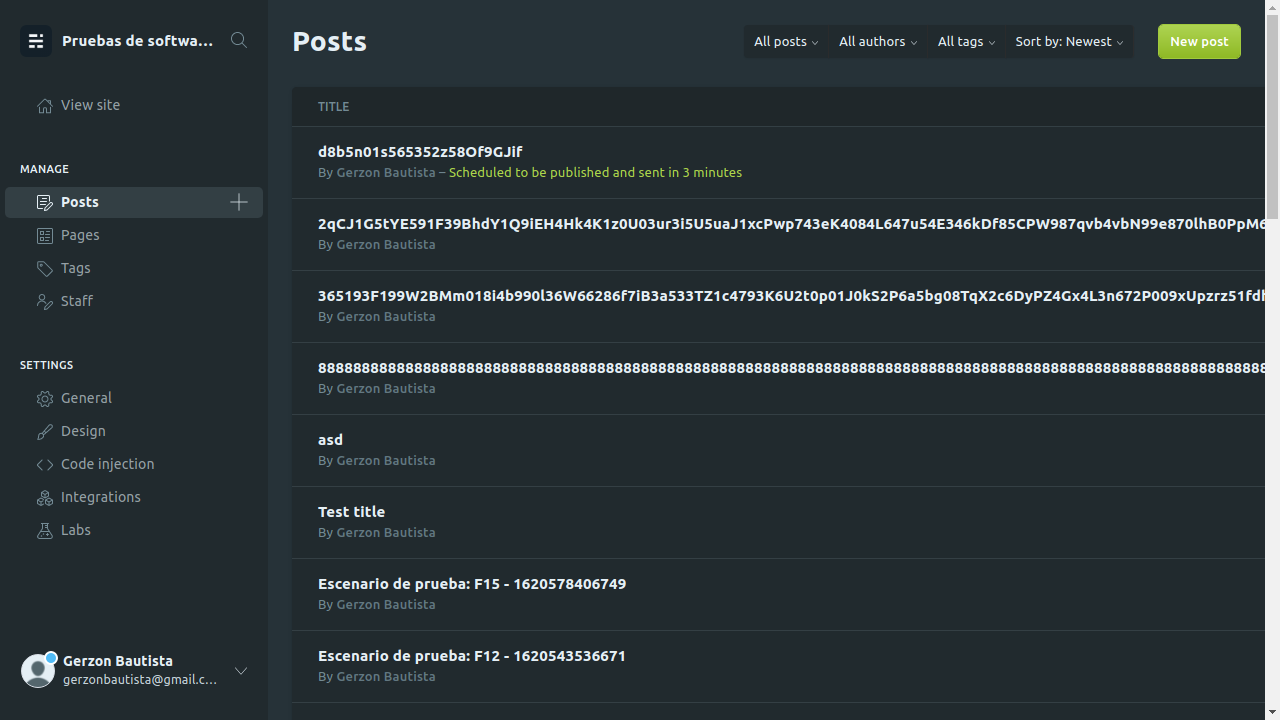 Pruebas de softwa...
View site
MANAGE
Posts
Pages
Tags
Staff
SETTINGS
General
Design
Code injection
Integrations
Labs
Gerzon Bautista
gerzonbautista@gmail.c...
Posts
All posts
All authors
All tags
Sort by: Newest
New post
TITLE
d8b5n01s565352z58Of9GJif
By Gerzon Bautista – Scheduled to be published and sent in 3 minutes
2qCJ1G5tYE591F39BhdY1Q9iEH4Hk4K1z0U03ur3i5U5uaJ1xcPwp743eK4084L647u54E346kDf85CPW987qvb4vbN99e870lhB0PpM6
By Gerzon Bautista
365193F199W2BMm018i4b990l36W66286f7iB3a533TZ1c4793K6U2t0p01J0kS2P6a5bg08TqX2c6DyPZ4Gx4L3n672P009xUpzrz51fdh
By Gerzon Bautista
By Gerzon Bautista
asd
By Gerzon Bautista
Test title
By Gerzon Bautista
Escenario de prueba: F15 - 1620578406749
By Gerzon Bautista
Escenario de prueba: F12 - 1620543536671
By Gerzon Bautista